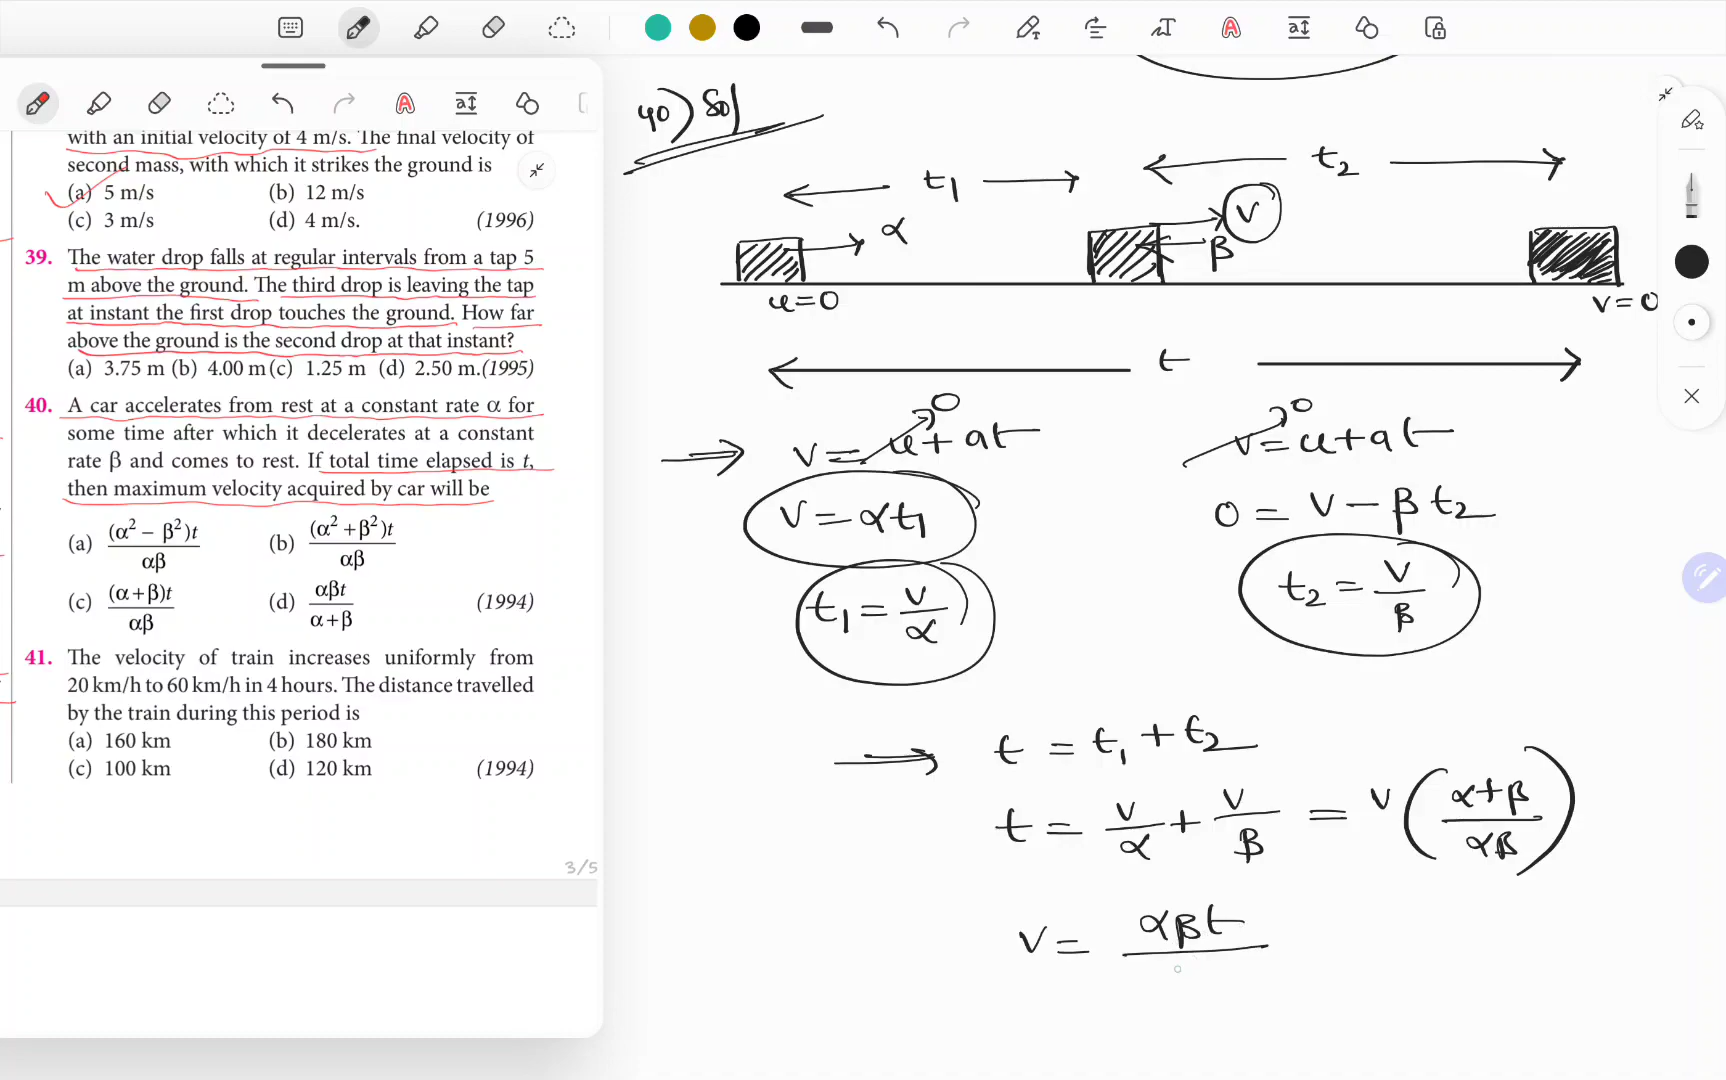 with an initial velocity of 4 m/s. The final velocity of
second mass, with which it strikes the ground is
(a) 5 m/s (b) 12 m/s
(c) 3 m/s (d) 4 m/s. (1996)
39. The water drop falls at regular intervals from a tap 5
m above the ground. The third drop is leaving the tap
at instant the first drop touches the ground. How far
above the ground is the second drop at that instant?
(a) 3.75 m (b) 4.00 m (c) 1.25 m (d) 2.50 m. (1995)
40. A car accelerates from rest at a constant rate α for
some time after which it decelerates at a constant
rate β and comes to rest. If total time elapsed is t,
then maximum velocity acquired by car will be
(a) (α² – β²)t / αβ (b) (α² + β²)t / αβ
(c) (α + β)t / αβ (d) αβt / α + β (1994)
41. The velocity of train increases uniformly from
20 km/h to 60 km/h in 4 hours. The distance travelled
by the train during this period is
(a) 160 km (b) 180 km
(c) 100 km (d) 120 km (1994)
3/5
40) Sol
t1 t2
α V β
u=0 v=0
t
v = u + at 0
v = αt1
t1 = v/α
v = u + at 0
0 = v – β t2
t2 = v/β
t = t1 + t2
t = v/α + v/β = v (α+β / αβ)
v = αβt